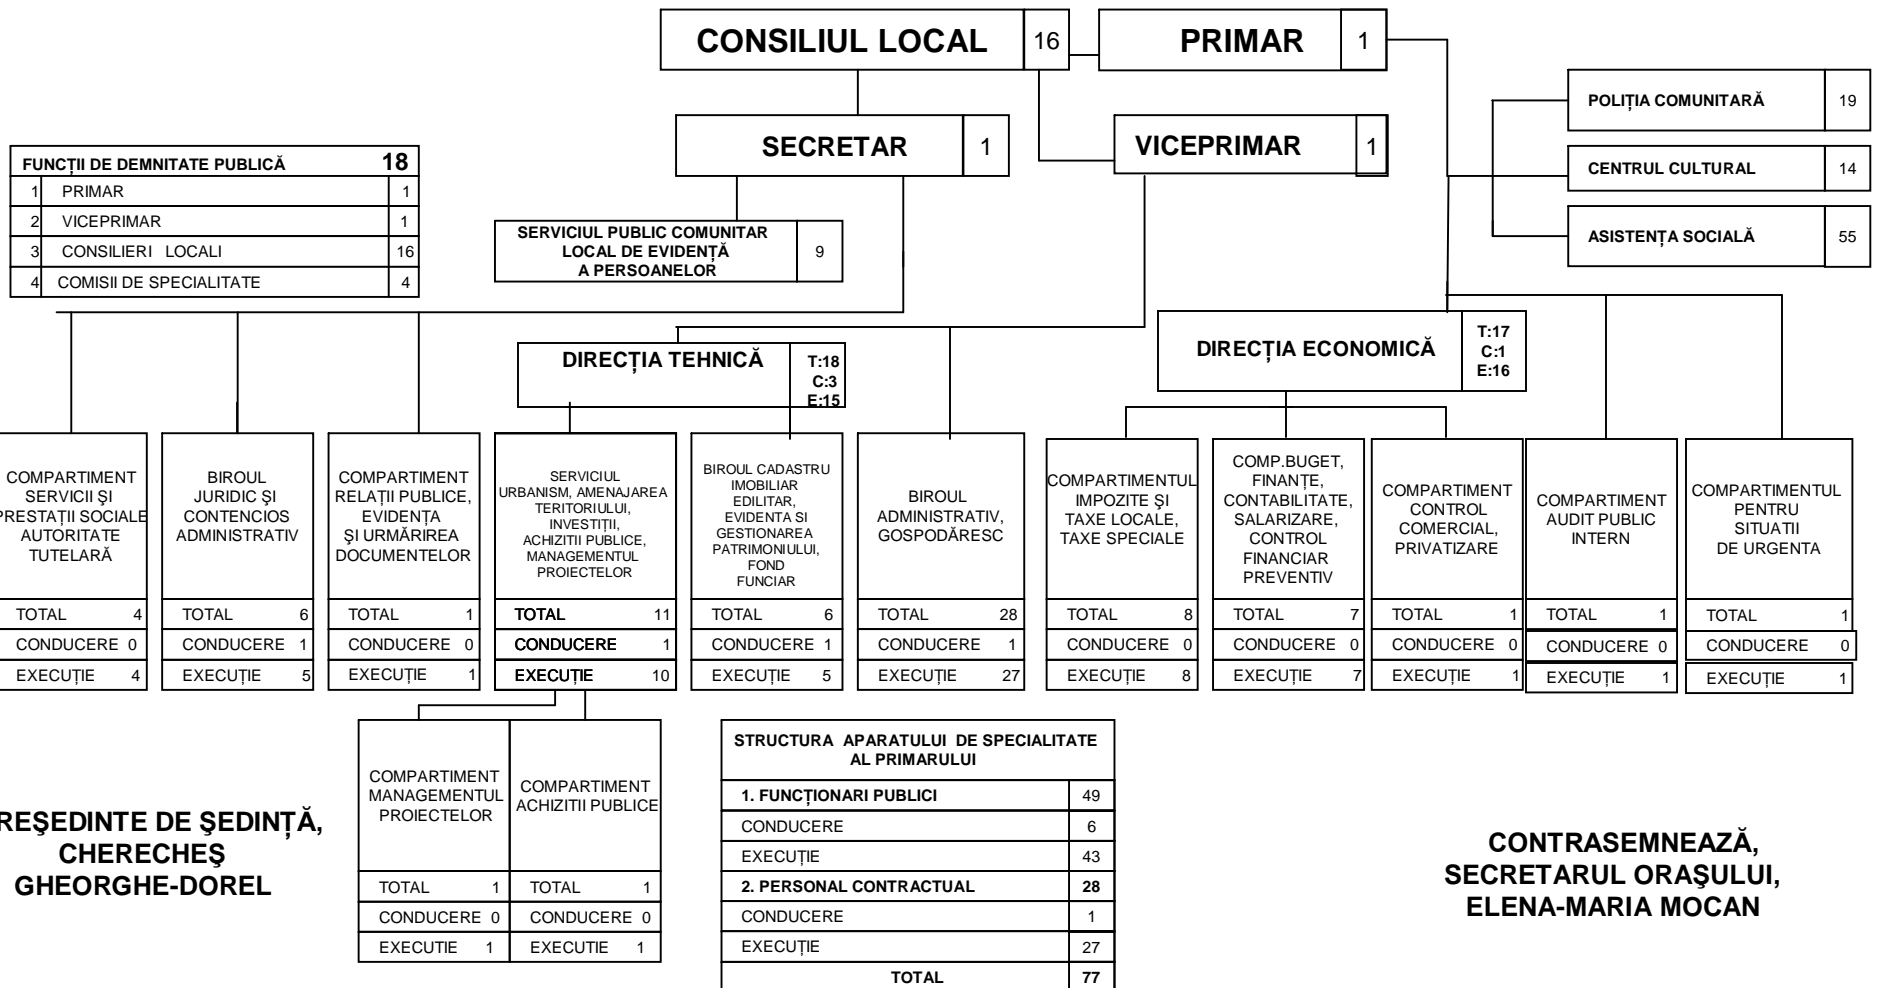 CONSILIUL LOCAL 16
PRIMAR 1
POLIȚIA COMUNITARĂ 19
CENTRUL CULTURAL 14
ASISTENȚA SOCIALĂ 55
SECRETAR 1
VICEPRIMAR 1
FUNCȚII DE DEMNITATE PUBLICĂ 18
1 PRIMAR 1
2 VICEPRIMAR 1
3 CONSILIERI LOCALI 16
4 COMISII DE SPECIALITATE 4
SERVICIUL PUBLIC COMUNITAR
LOCAL DE EVIDENȚĂ
A PERSOANELOR
9
DIRECȚIA TEHNICĂ
T:18
C:3
E:15
DIRECȚIA ECONOMICĂ
T:17
C:1
E:16
COMPARTIMENT
SERVICII ŞI
PRESTAȚII SOCIALE
AUTORITATE
TUTELARĂ
TOTAL 4
CONDUCERE 0
EXECUȚIE 4
BIROUL
JURIDIC ŞI
CONTENCIOS
ADMINISTRATIV
TOTAL 6
CONDUCERE 1
EXECUȚIE 5
COMPARTIMENT
RELAȚII PUBLICE,
EVIDENȚA
ŞI URMĂRIREA
DOCUMENTELOR
TOTAL 1
CONDUCERE 0
EXECUȚIE 1
SERVICIUL
URBANISM, AMENAJAREA
TERITORIULUI,
INVESTIȚII,
ACHIZITII PUBLICE,
MANAGEMENTUL
PROIECTELOR
TOTAL 11
CONDUCERE 1
EXECUȚIE 10
BIROUL CADASTRU
IMOBILIAR
EDILITAR,
EVIDENTA SI
GESTIONAREA
PATRIMONIULUI,
FOND
FUNCIAR
TOTAL 6
CONDUCERE 1
EXECUȚIE 5
BIROUL
ADMINISTRATIV,
GOSPODĂRESC
TOTAL 28
CONDUCERE 1
EXECUȚIE 27
COMPARTIMENTUL
IMPOZITE ŞI
TAXE LOCALE,
TAXE SPECIALE
TOTAL 8
CONDUCERE 0
EXECUȚIE 8
COMP.BUGET,
FINANȚE,
CONTABILITATE,
SALARIZARE,
CONTROL
FINANCIAR
PREVENTIV
TOTAL 7
CONDUCERE 0
EXECUȚIE 7
COMPARTIMENT
CONTROL
COMERCIAL,
PRIVATIZARE
TOTAL 1
CONDUCERE 0
EXECUȚIE 1
COMPARTIMENT
AUDIT PUBLIC
INTERN
TOTAL 1
CONDUCERE 0
EXECUȚIE 1
COMPARTIMENTUL
PENTRU
SITUATII
DE URGENTA
TOTAL 1
CONDUCERE 0
EXECUȚIE 1
COMPARTIMENT
MANAGEMENTUL
PROIECTELOR
TOTAL 1
CONDUCERE 0
EXECUTIE 1
COMPARTIMENT
ACHIZITII PUBLICE
TOTAL 1
CONDUCERE 0
EXECUTIE 1
STRUCTURA APARATULUI DE SPECIALITATE
AL PRIMARULUI
1. FUNCȚIONARI PUBLICI 49
CONDUCERE 6
EXECUȚIE 43
2. PERSONAL CONTRACTUAL 28
CONDUCERE 1
EXECUȚIE 27
TOTAL 77
REŞEDINTE DE ŞEDINȚĂ,
CHERECHEŞ
GHEORGHE-DOREL
CONTRASEMNEAZĂ,
SECRETARUL ORAŞULUI,
ELENA-MARIA MOCAN